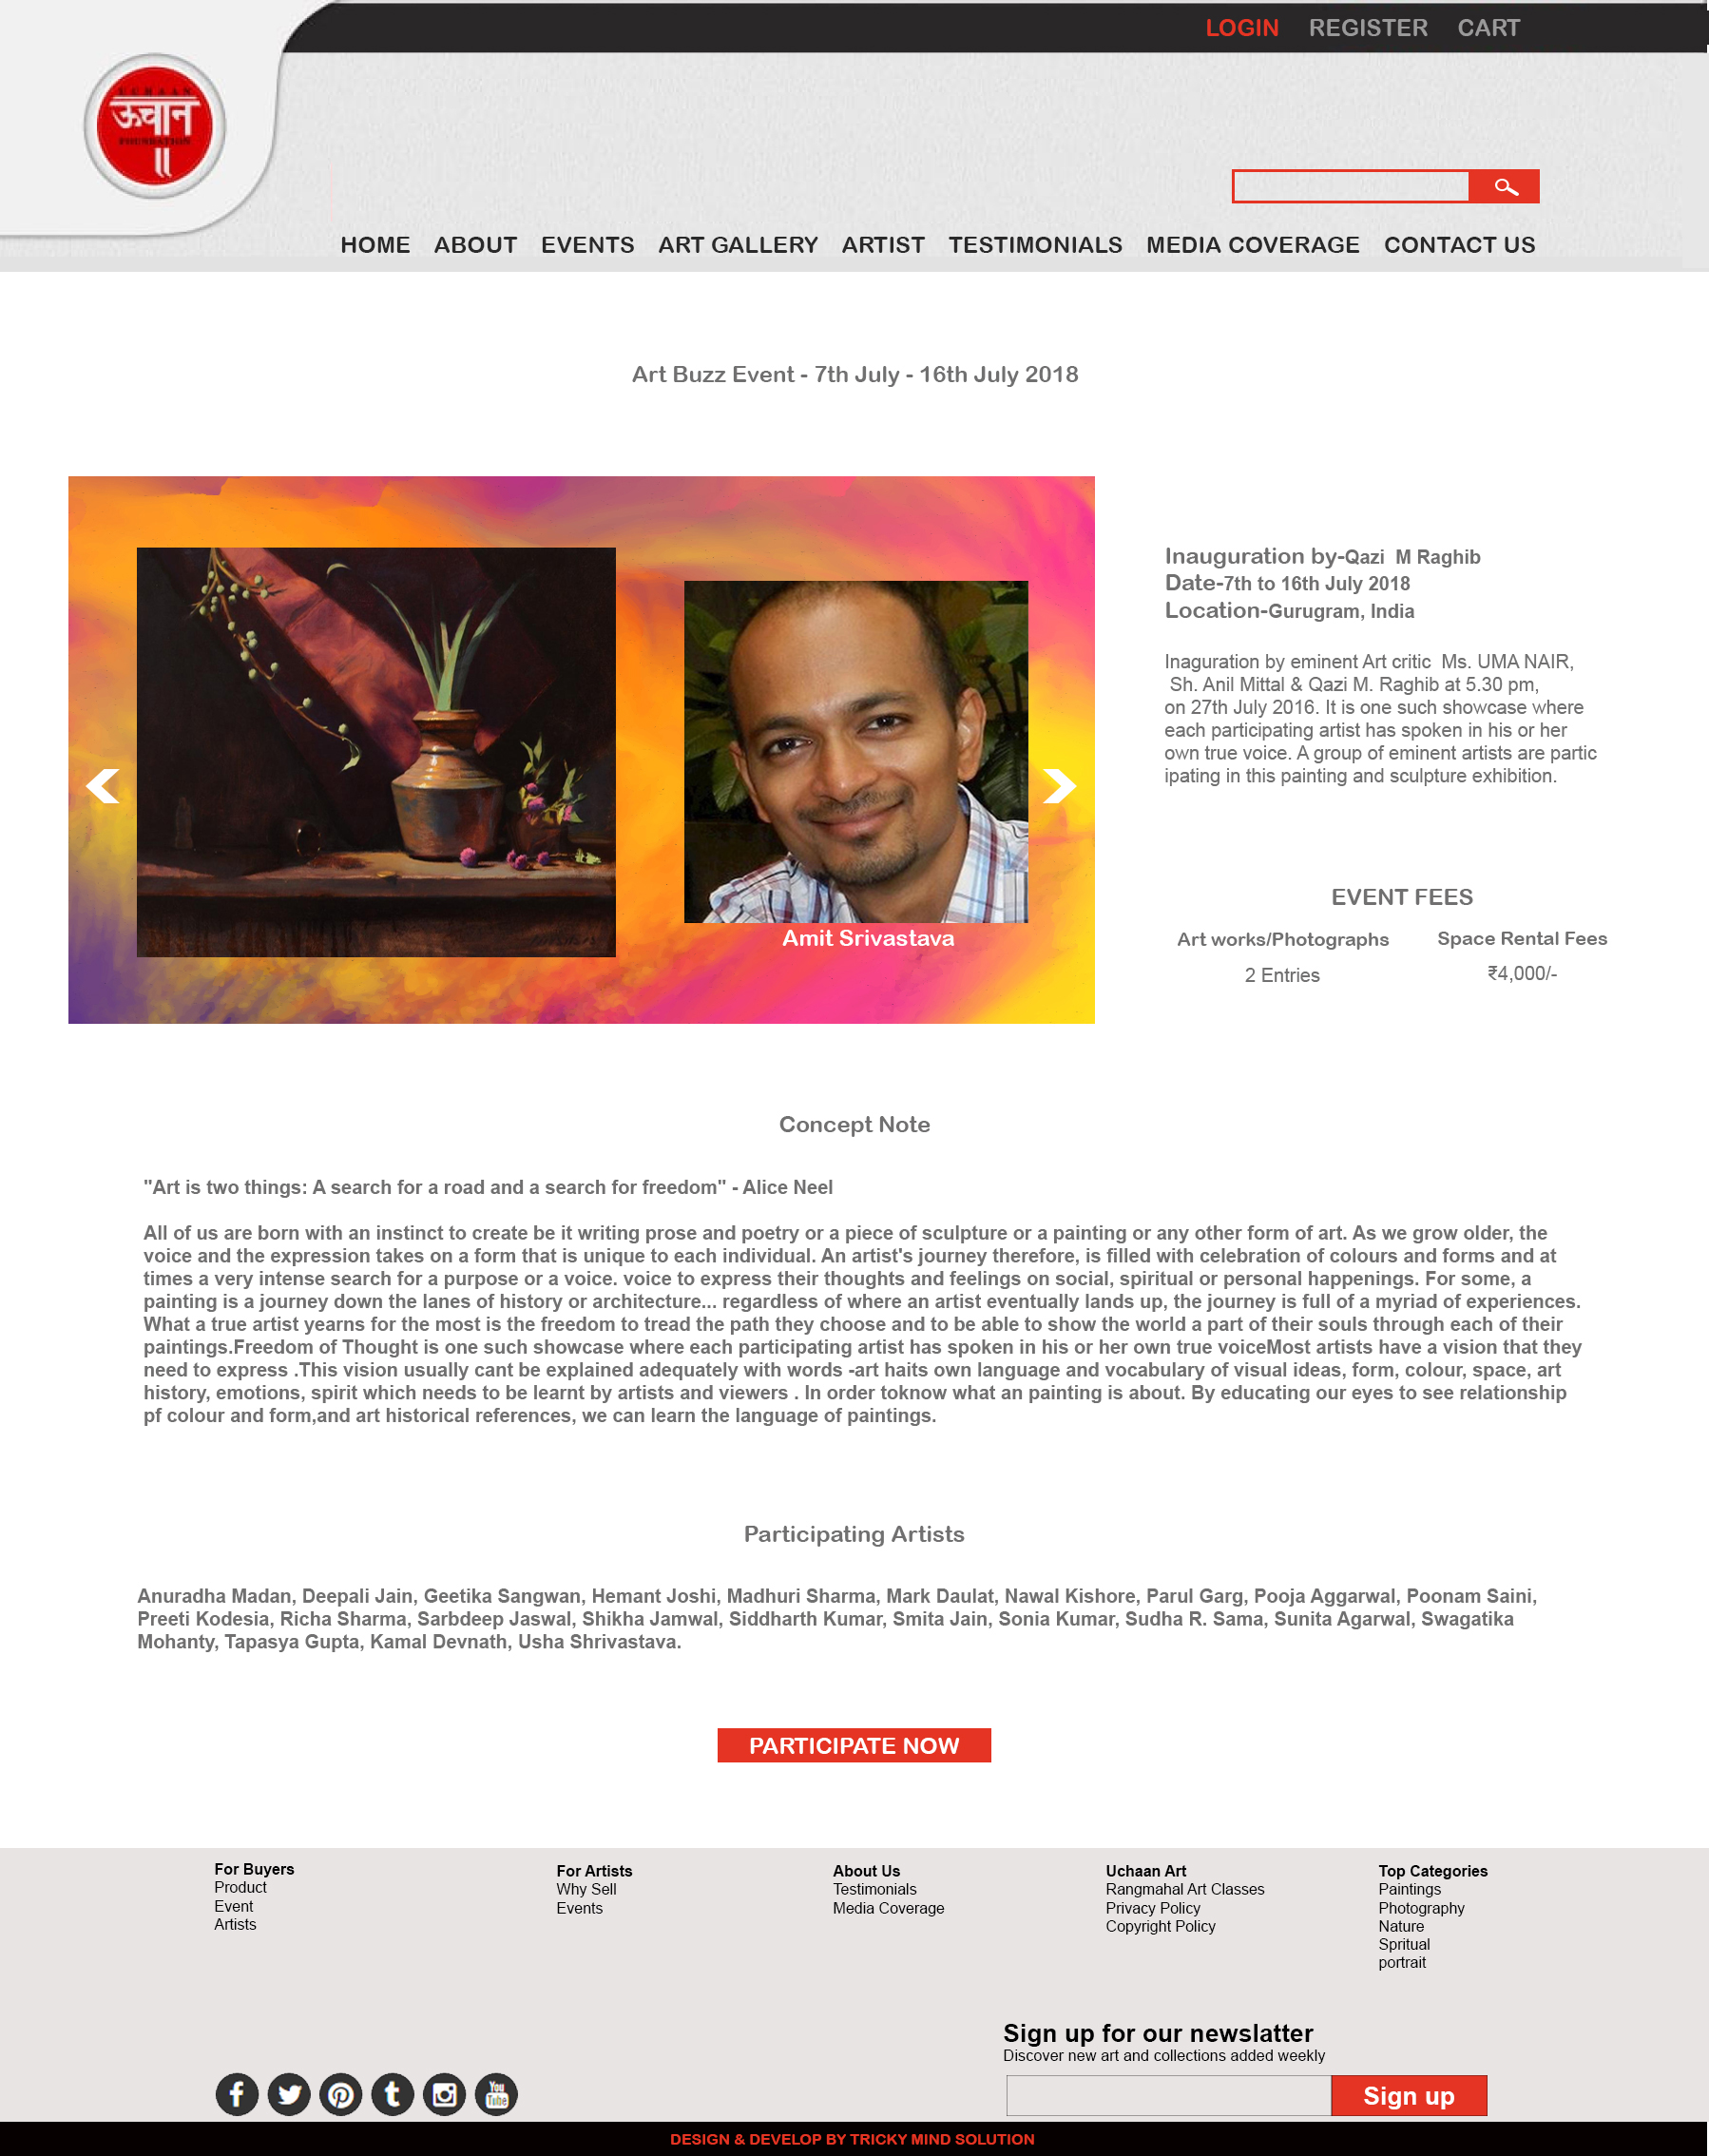 LOGIN REGISTER CART
UCHAAN
ऊचान
FOUNDATION
HOME ABOUT EVENTS ART GALLERY ARTIST TESTIMONIALS MEDIA COVERAGE CONTACT US
Art Buzz Event - 7th July - 16th July 2018
Amit Srivastava
Inauguration by-Qazi M Raghib
Date-7th to 16th July 2018
Location-Gurugram, India
Inaguration by eminent Art critic Ms. UMA NAIR,
Sh. Anil Mittal & Qazi M. Raghib at 5.30 pm,
on 27th July 2016. It is one such showcase where
each participating artist has spoken in his or her
own true voice. A group of eminent artists are partic
ipating in this painting and sculpture exhibition.
EVENT FEES
Art works/Photographs Space Rental Fees
2 Entries ₹4,000/-
Concept Note
"Art is two things: A search for a road and a search for freedom" - Alice Neel
All of us are born with an instinct to create be it writing prose and poetry or a piece of sculpture or a painting or any other form of art. As we grow older, the
voice and the expression takes on a form that is unique to each individual. An artist's journey therefore, is filled with celebration of colours and forms and at
times a very intense search for a purpose or a voice. voice to express their thoughts and feelings on social, spiritual or personal happenings. For some, a
painting is a journey down the lanes of history or architecture... regardless of where an artist eventually lands up, the journey is full of a myriad of experiences.
What a true artist yearns for the most is the freedom to tread the path they choose and to be able to show the world a part of their souls through each of their
paintings.Freedom of Thought is one such showcase where each participating artist has spoken in his or her own true voiceMost artists have a vision that they
need to express .This vision usually cant be explained adequately with words -art haits own language and vocabulary of visual ideas, form, colour, space, art
history, emotions, spirit which needs to be learnt by artists and viewers . In order toknow what an painting is about. By educating our eyes to see relationship
pf colour and form,and art historical references, we can learn the language of paintings.
Participating Artists
Anuradha Madan, Deepali Jain, Geetika Sangwan, Hemant Joshi, Madhuri Sharma, Mark Daulat, Nawal Kishore, Parul Garg, Pooja Aggarwal, Poonam Saini,
Preeti Kodesia, Richa Sharma, Sarbdeep Jaswal, Shikha Jamwal, Siddharth Kumar, Smita Jain, Sonia Kumar, Sudha R. Sama, Sunita Agarwal, Swagatika
Mohanty, Tapasya Gupta, Kamal Devnath, Usha Shrivastava.
PARTICIPATE NOW
For Buyers
Product
Event
Artists
For Artists
Why Sell
Events
About Us
Testimonials
Media Coverage
Uchaan Art
Rangmahal Art Classes
Privacy Policy
Copyright Policy
Top Categories
Paintings
Photography
Nature
Spritual
portrait
Sign up for our newslatter
Discover new art and collections added weekly
You
Tube
Sign up
DESIGN & DEVELOP BY TRICKY MIND SOLUTION